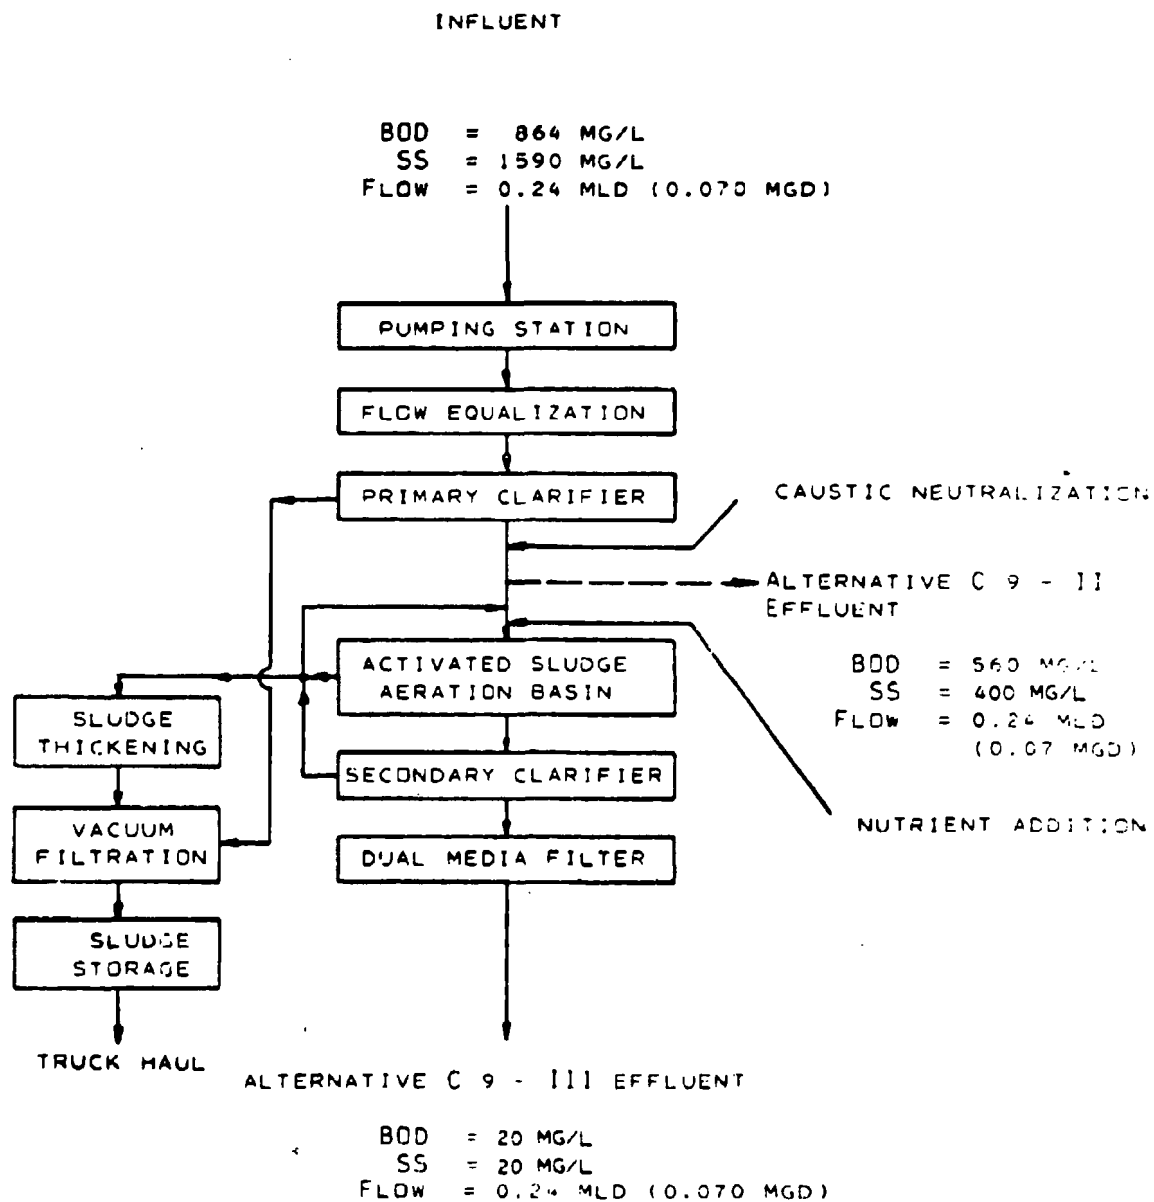 INFLUENT
BOD = 864 MG/L
SS = 1590 MG/L
FLOW = 0.24 MLD (0.070 MGD)
PUMPING STATION
FLOW EQUALIZATION
PRIMARY CLARIFIER
CAUSTIC NEUTRALIZATION
ALTERNATIVE C 9 - II
EFFLUENT
ACTIVATED SLUDGE
AERATION BASIN
BOD = 560 MG/L
SS = 400 MG/L
FLOW = 0.24 MLD
(0.07 MGD)
SLUDGE
THICKENING
SECONDARY CLARIFIER
NUTRIENT ADDITION
VACUUM
FILTRATION
DUAL MEDIA FILTER
SLUDGE
STORAGE
TRUCK HAUL
ALTERNATIVE C 9 - III EFFLUENT
BOD = 20 MG/L
SS = 20 MG/L
FLOW = 0.24 MLD (0.070 MGD)